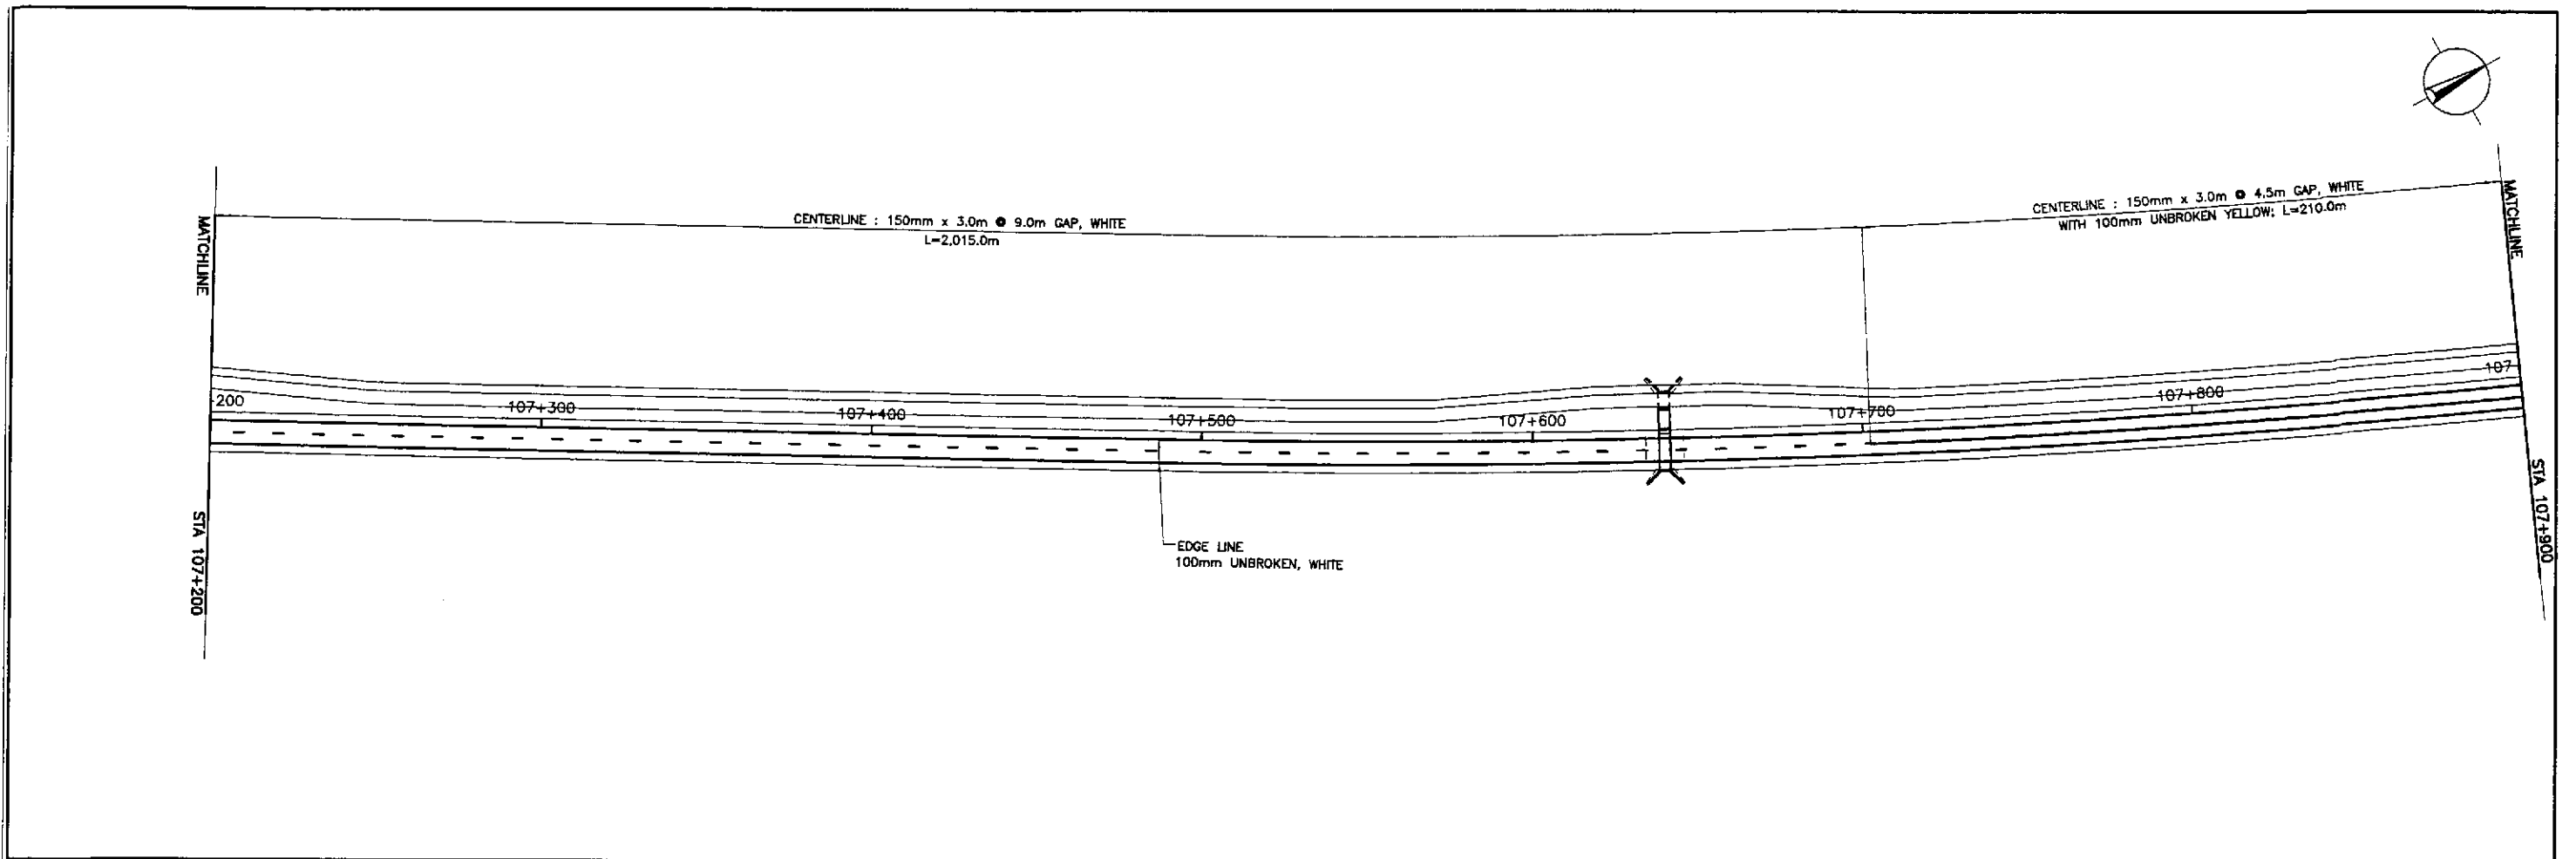 CENTERLINE : 150mm x 3.0m @ 9.0m GAP, WHITE
L=2,015.0m
CENTERLINE : 150mm x 3.0m @ 4.5m GAP, WHITE
WITH 100mm UNBROKEN YELLOW; L=210.0m
MATCHLINE
MATCHLINE
200
107+300
107+400
107+500
107+600
107+700
107+800
107
STA 107+200
STA 107+900
EDGE LINE
100mm UNBROKEN, WHITE